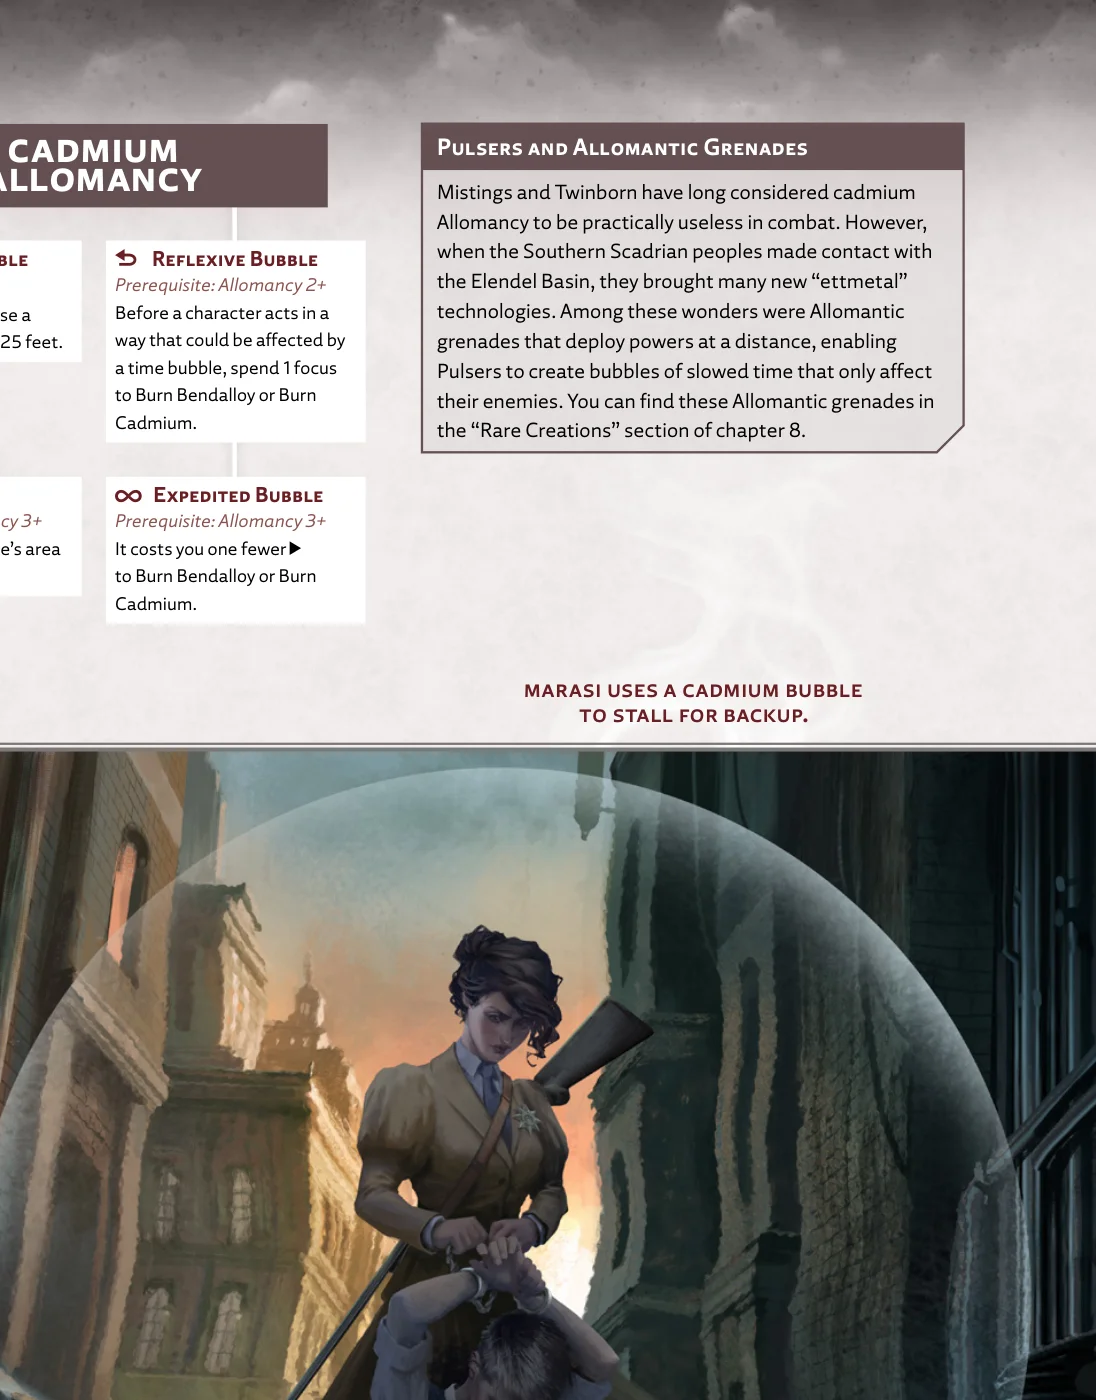 CADMIUM
ALLOMANCY
BLE
se a
25 feet.
cy 3+
e’s area
REFLEXIVE BUBBLE
Prerequisite: Allomancy 2+
Before a character acts in a
way that could be affected by
a time bubble, spend 1 focus
to Burn Bendalloy or Burn
Cadmium.
∞ EXPEDITED BUBBLE
Prerequisite: Allomancy 3+
It costs you one fewer ▶
to Burn Bendalloy or Burn
Cadmium.
PULSERS AND ALLOMANTIC GRENADES
Mistings and Twinborn have long considered cadmium
Allomancy to be practically useless in combat. However,
when the Southern Scadrian peoples made contact with
the Elendel Basin, they brought many new “ettmetal”
technologies. Among these wonders were Allomantic
grenades that deploy powers at a distance, enabling
Pulsers to create bubbles of slowed time that only affect
their enemies. You can find these Allomantic grenades in
the “Rare Creations” section of chapter 8.
MARASI USES A CADMIUM BUBBLE
TO STALL FOR BACKUP.